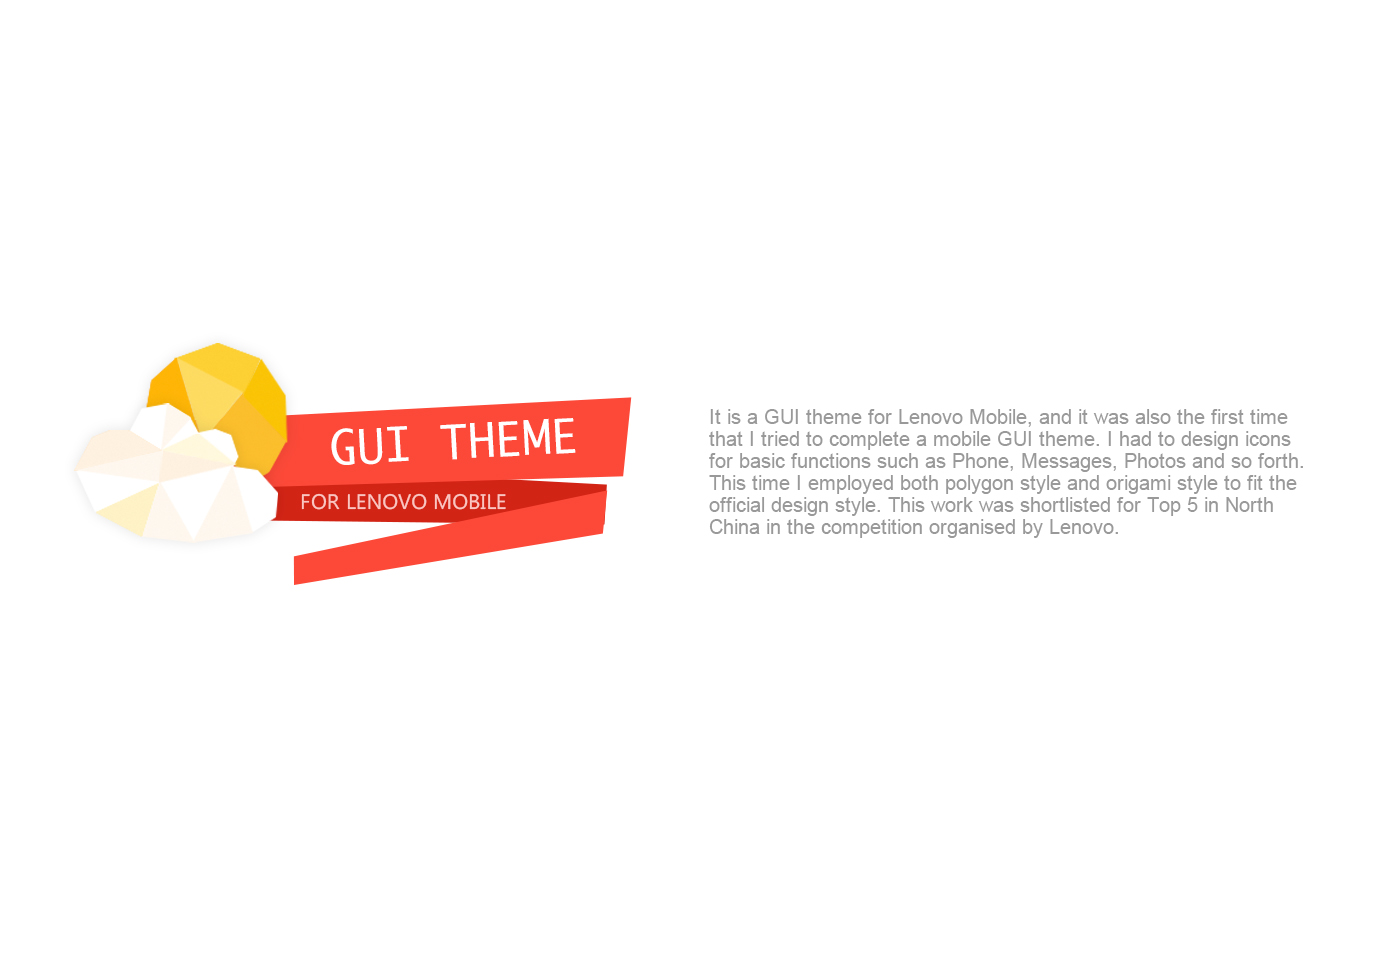 GUI THEME
FOR LENOVO MOBILE
It is a GUI theme for Lenovo Mobile, and it was also the first time
that I tried to complete a mobile GUI theme. I had to design icons
for basic functions such as Phone, Messages, Photos and so forth.
This time I employed both polygon style and origami style to fit the
official design style. This work was shortlisted for Top 5 in North
China in the competition organised by Lenovo.